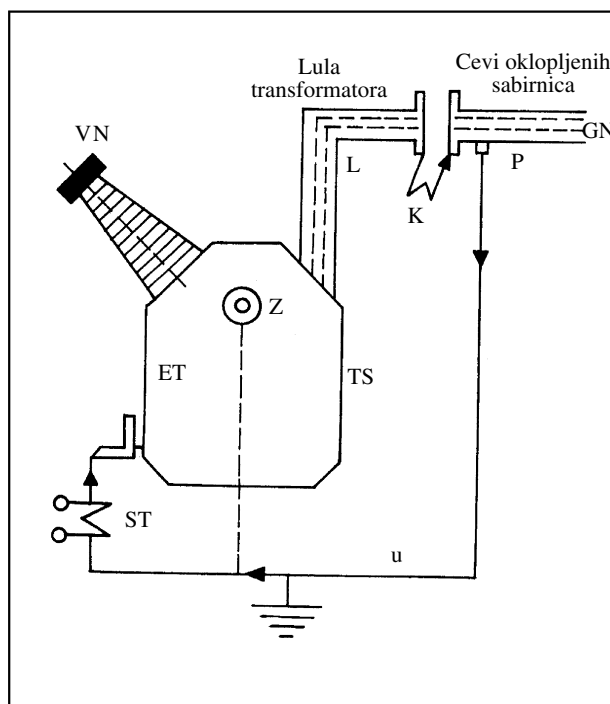 Lula
transformatora
Cevi oklopljenih
sabirnica
VN
GN
L
P
K
Z
ET
TS
ST
u